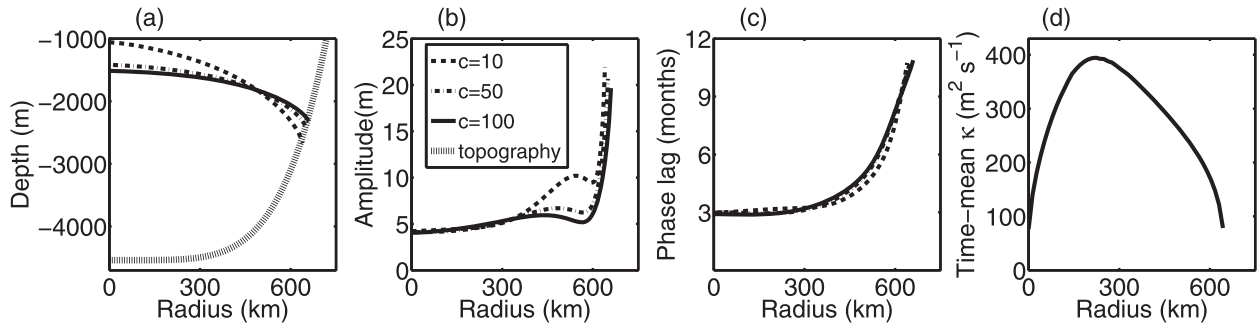 (a)
Depth (m)
−1000
−2000
−3000
−4000
0
300
600
Radius (km)
(b)
Amplitude(m)
25
20
15
10
5
0
c=10
c=50
c=100
topography
0
300
600
Radius (km)
(c)
Phase lag (months)
12
9
6
3
0
300
600
Radius (km)
(d)
Time−mean κ (m² s⁻¹)
400
300
200
100
0
0
300
600
Radius (km)